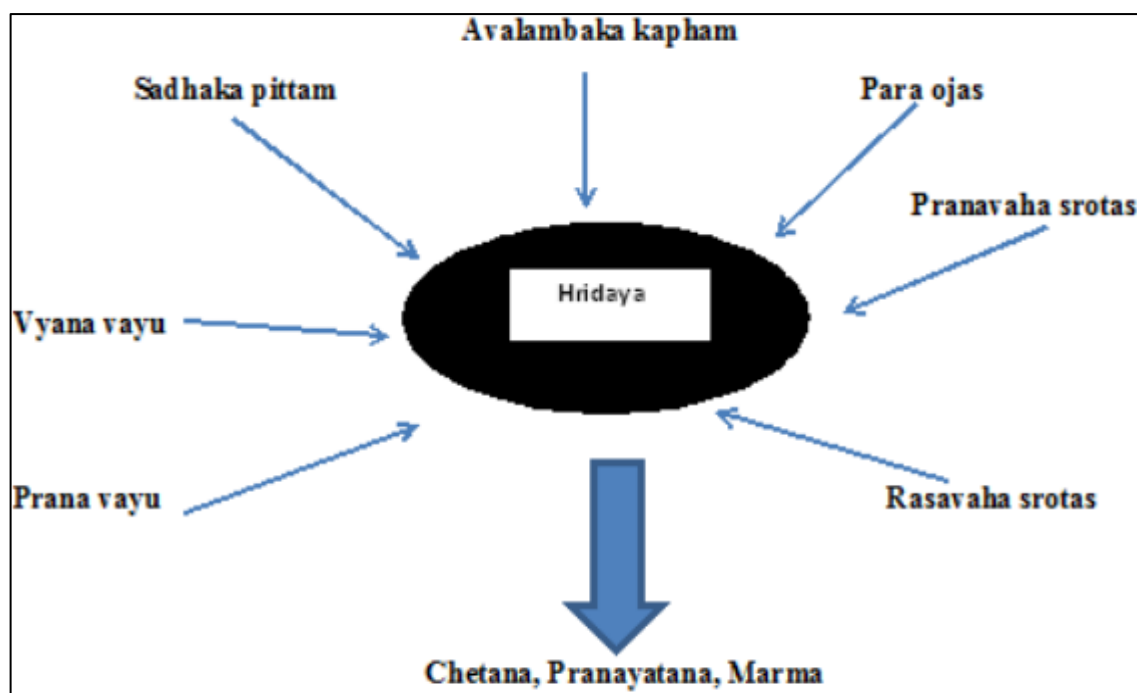 Avalambaka kapham
Sadhaka pittam
Para ojas
Pranavaha srotas
Hridaya
Vyana vayu
Prana vayu
Rasavaha srotas
Chetana, Pranayatana, Marma